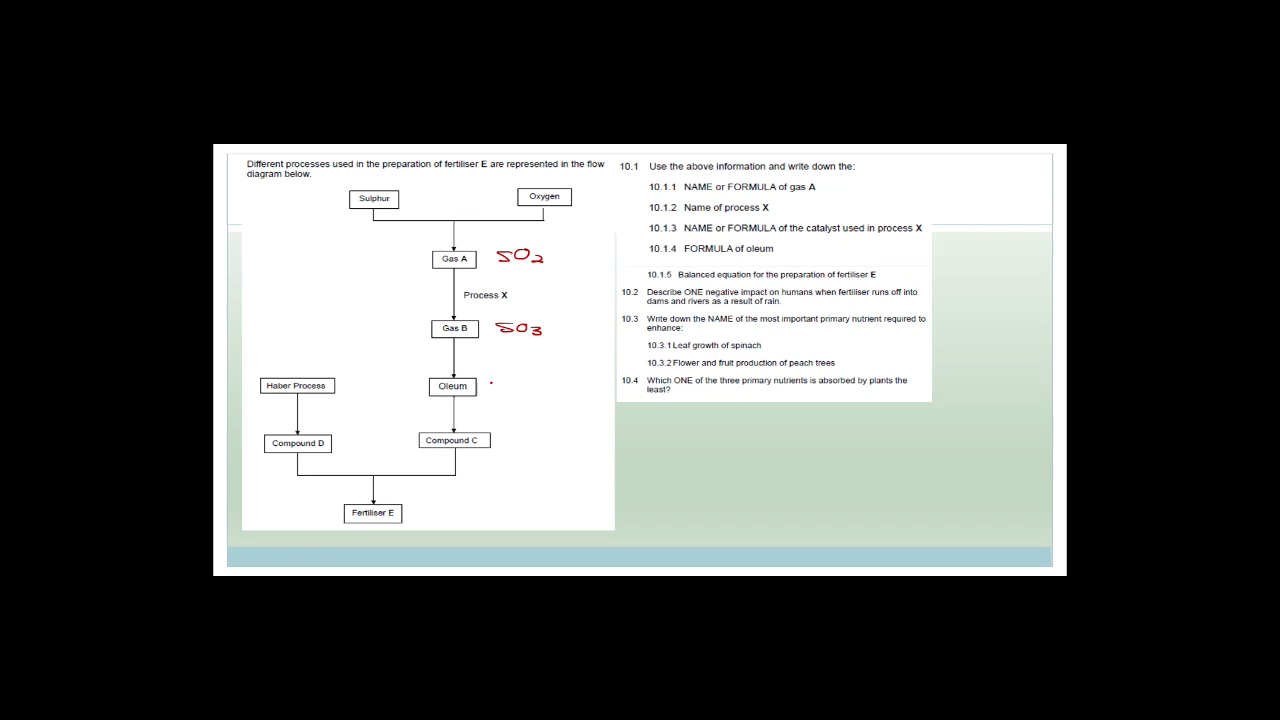 Different processes used in the preparation of fertiliser E are represented in the flow
diagram below.
Sulphur
Oxygen
Gas A
SO2
Process X
Gas B
SO3
Haber Process
Oleum
Compound D
Compound C
Fertiliser E
10.1 Use the above information and write down the:
10.1.1 NAME or FORMULA of gas A
10.1.2 Name of process X
10.1.3 NAME or FORMULA of the catalyst used in process X
10.1.4 FORMULA of oleum
10.1.5 Balanced equation for the preparation of fertiliser E
10.2 Describe ONE negative impact on humans when fertiliser runs off into
dams and rivers as a result of rain.
10.3 Write down the NAME of the most important primary nutrient required to
enhance:
10.3.1 Leaf growth of spinach
10.3.2 Flower and fruit production of peach trees
10.4 Which ONE of the three primary nutrients is absorbed by plants the
least?